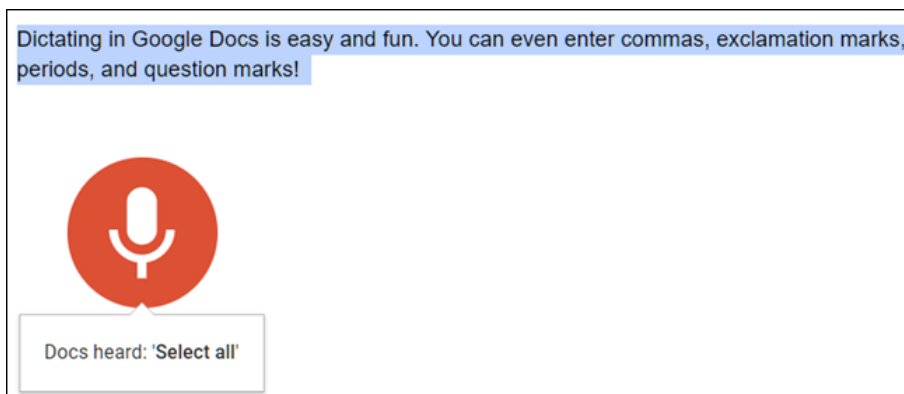 Dictating in Google Docs is easy and fun. You can even enter commas, exclamation marks,
periods, and question marks!
Docs heard: 'Select all'